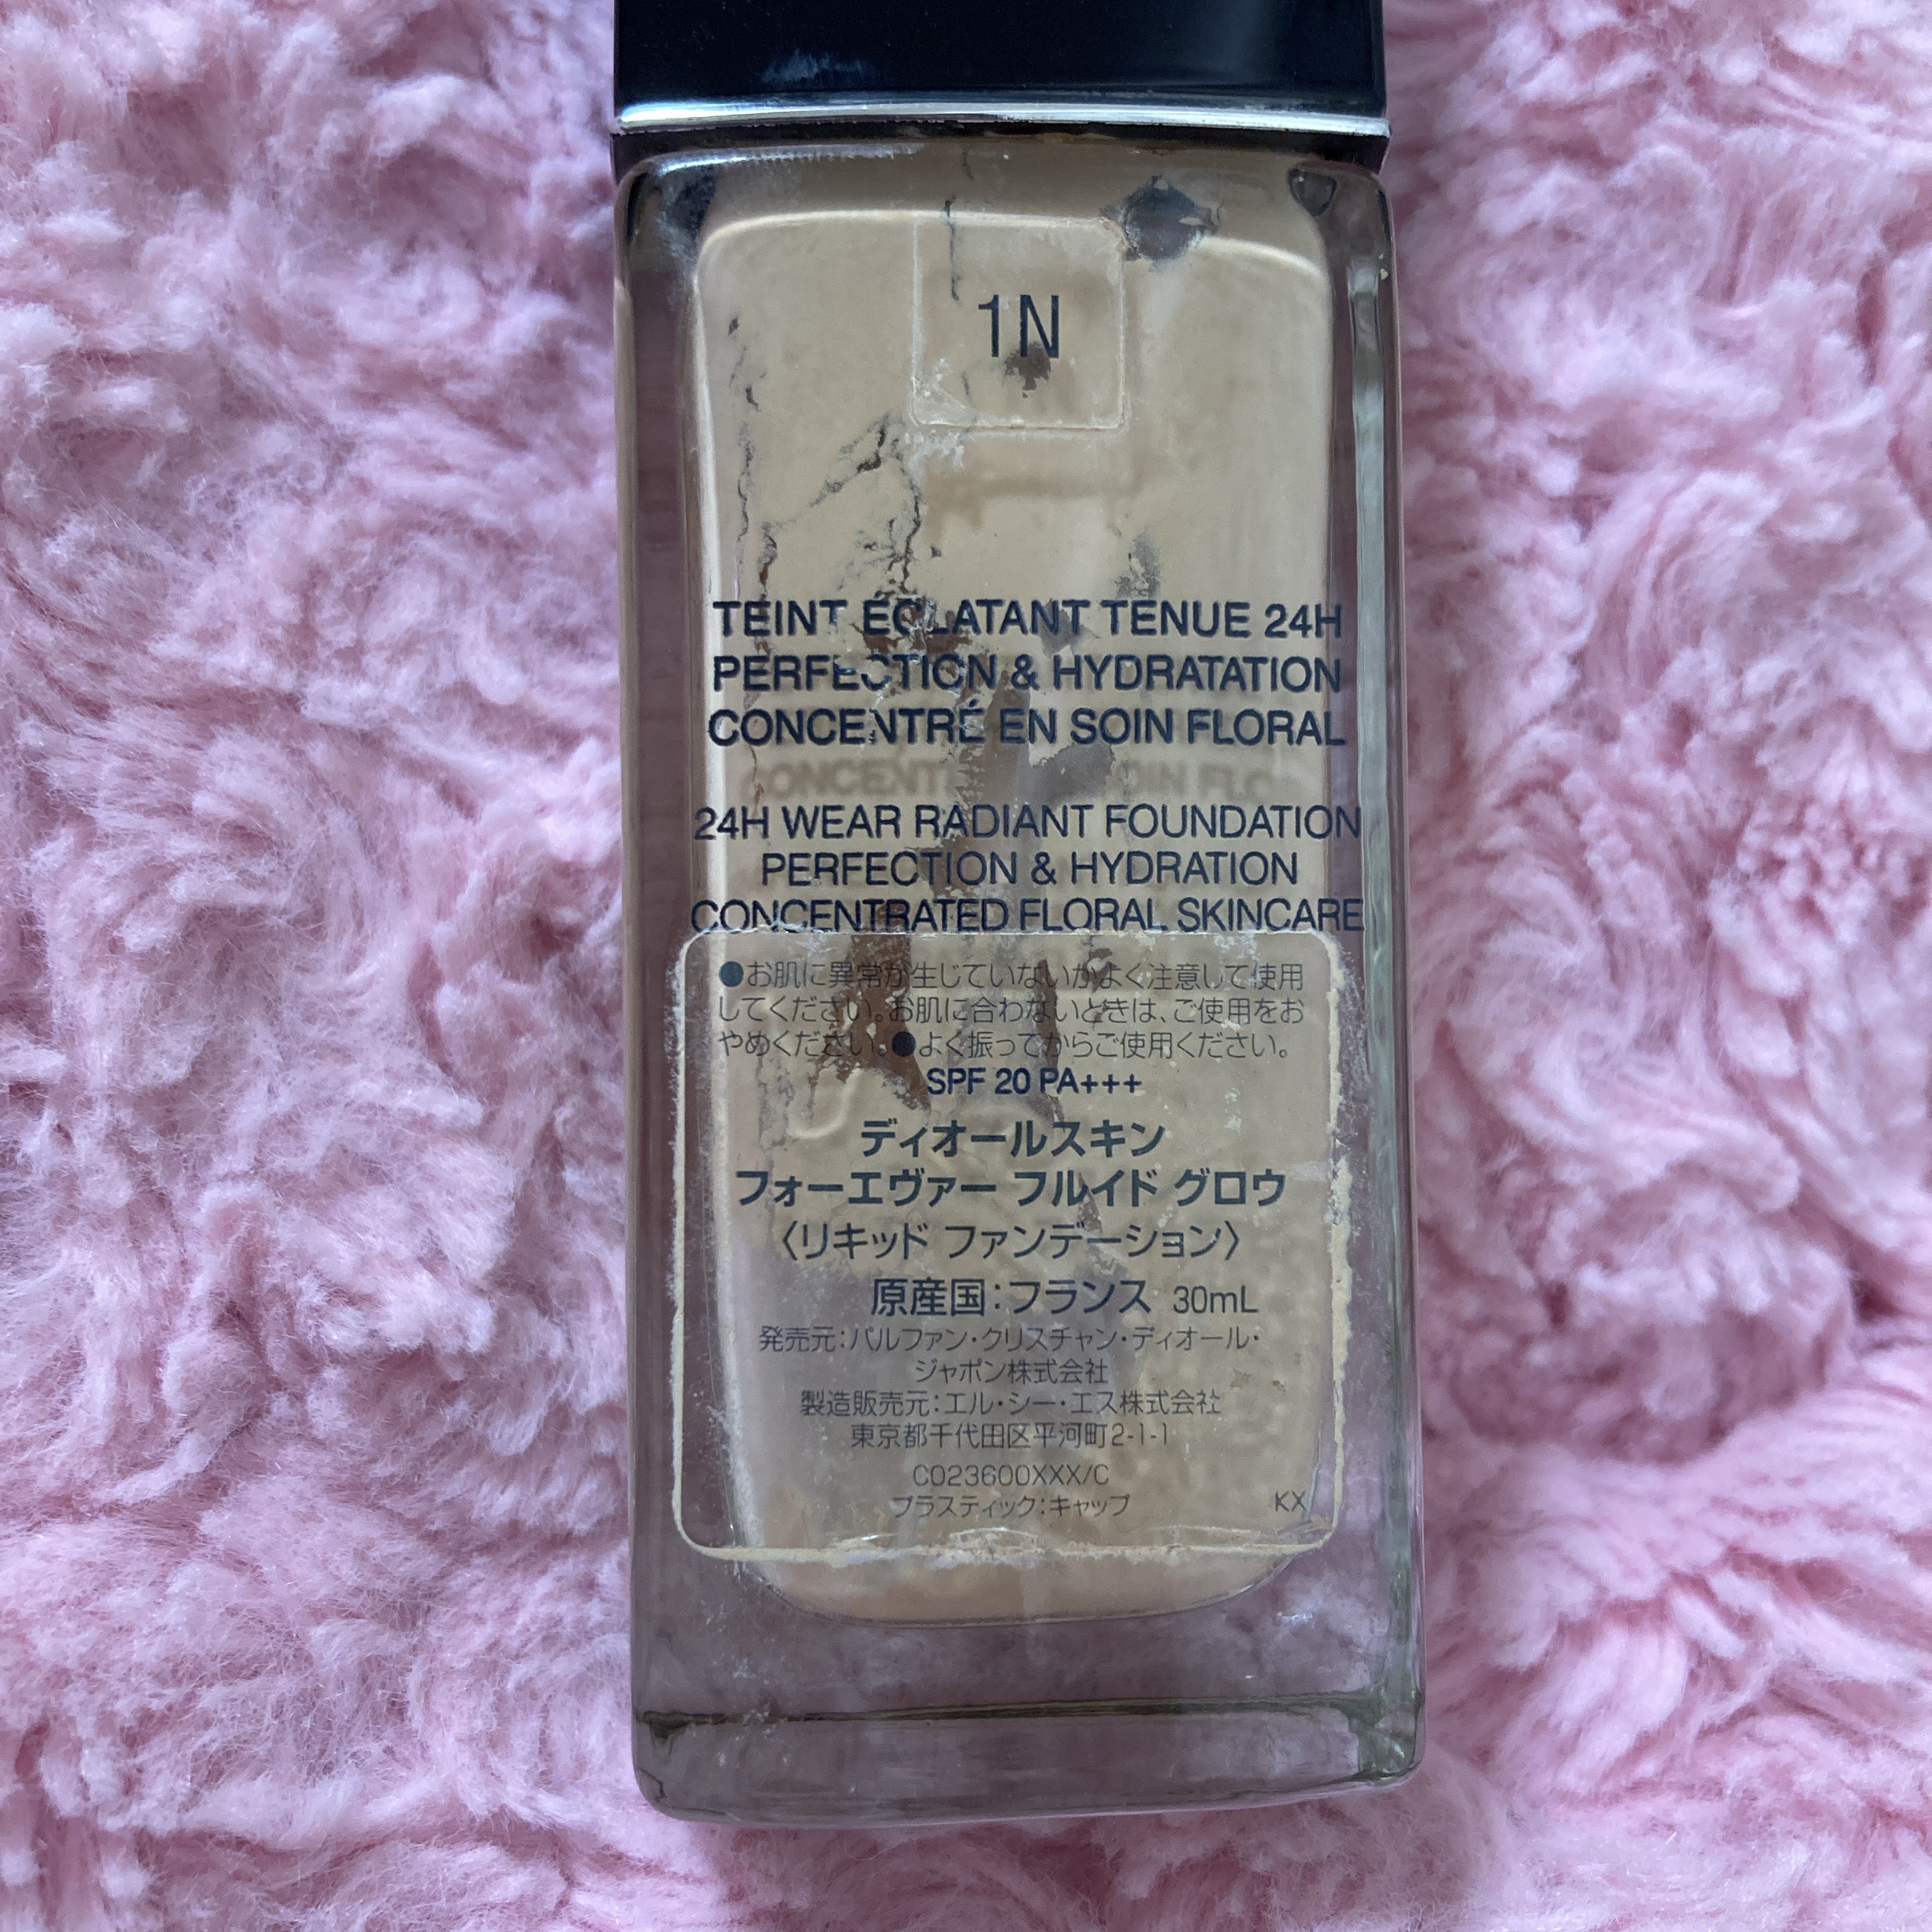 1N
TEINT ÉCLATANT TENUE 24H
PERFECTION & HYDRATATION
CONCENTRÉ EN SOIN FLORAL
24H WEAR RADIANT FOUNDATION
PERFECTION & HYDRATION
CONCENTRATED FLORAL SKINCARE
●お肌に異常が生じていないかよく注意して使用
してください。お肌に合わないときは、ご使用をお
やめください。●よく振ってからご使用ください。
SPF 20 PA+++
ディオールスキン
フォーエヴァー フルイド グロウ
〈リキッド ファンデーション〉
原産国:フランス 30mL
発売元:パルファン・クリスチャン・ディオール・
ジャポン株式会社
製造販売元:エル・シー・エス株式会社
東京都千代田区平河町2-1-1
C023600XXX/C
プラスティック:キャップ KX